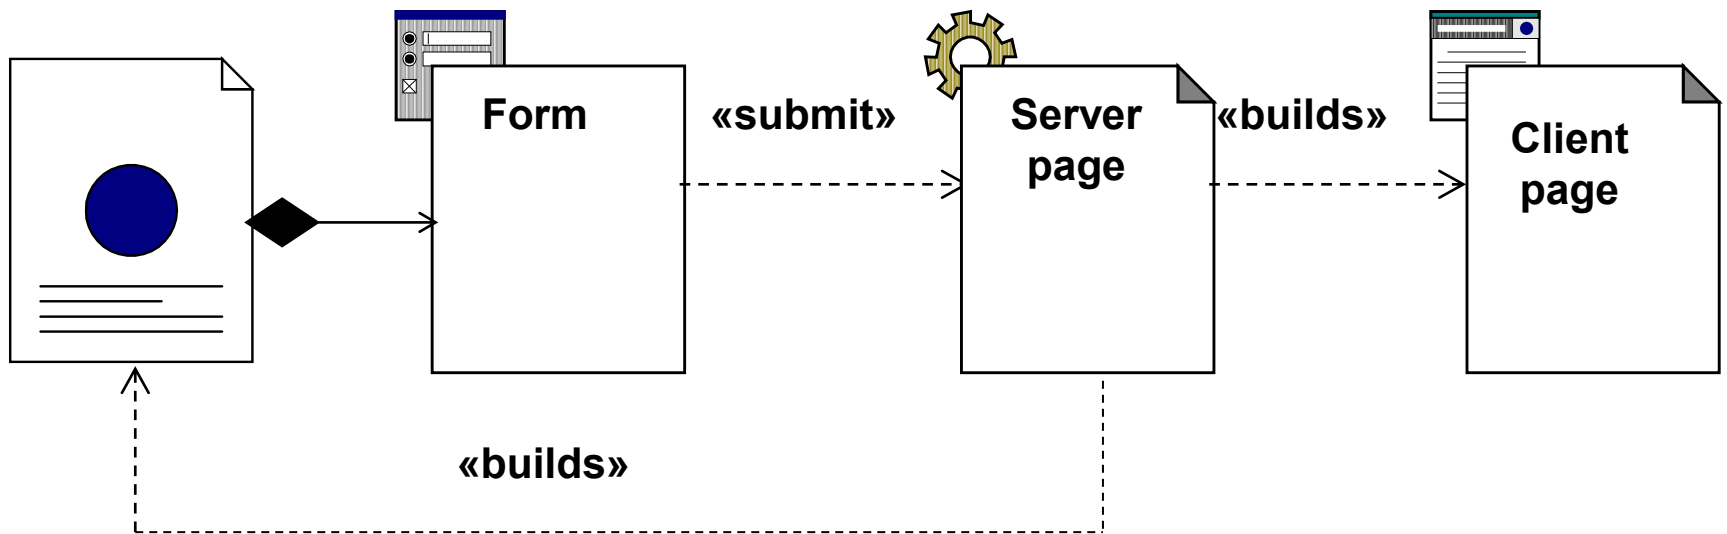 Form
«submit»
Server
page
«builds»
Client
page
«builds»